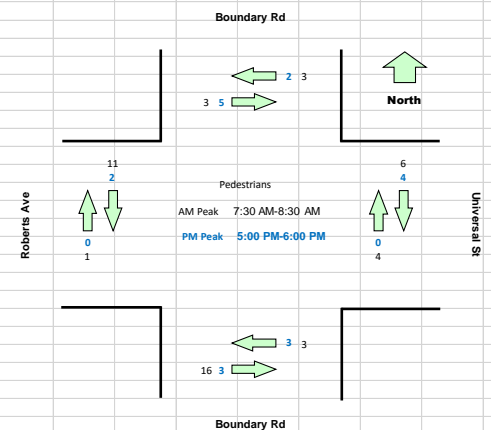 Boundary Rd
2 3
3 5
North
11
2
6
4
Pedestrians
AM Peak 7:30 AM-8:30 AM
PM Peak 5:00 PM-6:00 PM
Roberts Ave
Universal St
0
1
0
4
3 3
16 3
Boundary Rd